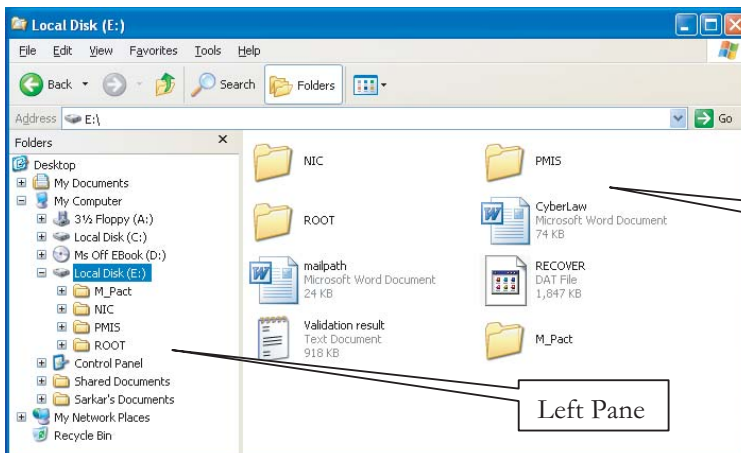 Local Disk (E:)
File Edit View Favorites Tools Help
Back Search Folders
Address E:\ Go
Folders
Desktop
My Documents
My Computer
3½ Floppy (A:)
Local Disk (C:)
Ms Off EBook (D:)
Local Disk (E:)
M_Pact
NIC
PMIS
ROOT
Control Panel
Shared Documents
Sarkar's Documents
My Network Places
Recycle Bin
NIC
PMIS
ROOT
CyberLaw
Microsoft Word Document
74 KB
mailpath
Microsoft Word Document
24 KB
RECOVER
DAT File
1,847 KB
Validation result
Text Document
918 KB
M_Pact
Left Pane